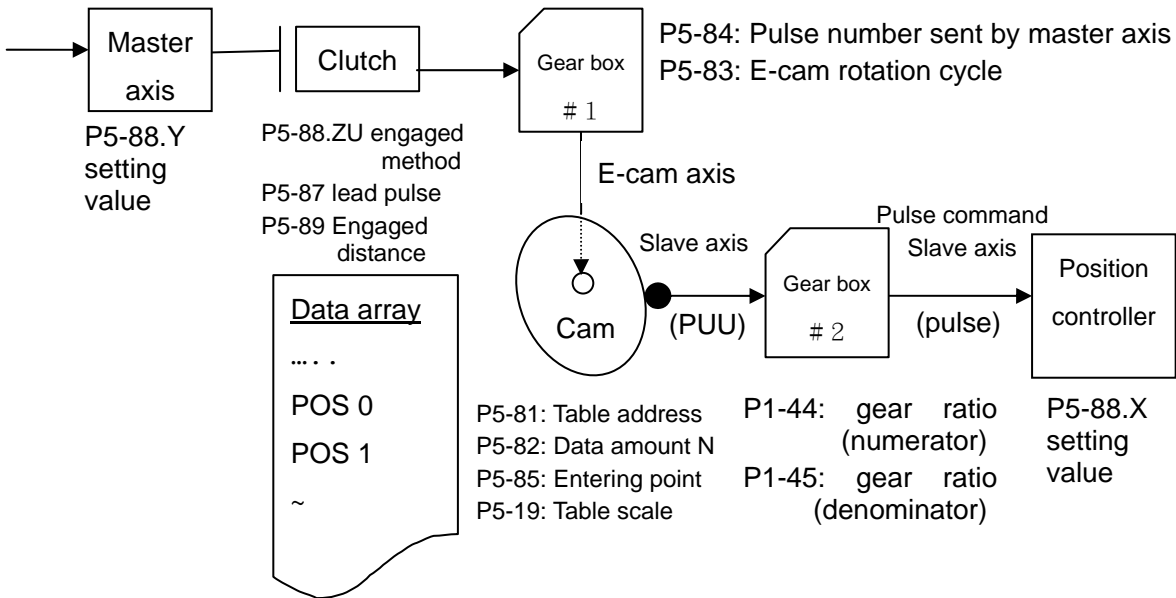 Master
axis
P5-88.Y
setting
value
Clutch
P5-88.ZU engaged
method
P5-87 lead pulse
P5-89 Engaged
distance
Gear box
#1
P5-84: Pulse number sent by master axis
P5-83: E-cam rotation cycle
E-cam axis
Cam
Slave axis
(PUU)
Gear box
#2
Pulse command
Slave axis
(pulse)
Position
controller
Data array
…..
POS 0
POS 1
~
P5-81: Table address
P5-82: Data amount N
P5-85: Entering point
P5-19: Table scale
P1-44: gear ratio
(numerator)
P1-45: gear ratio
(denominator)
P5-88.X
setting
value